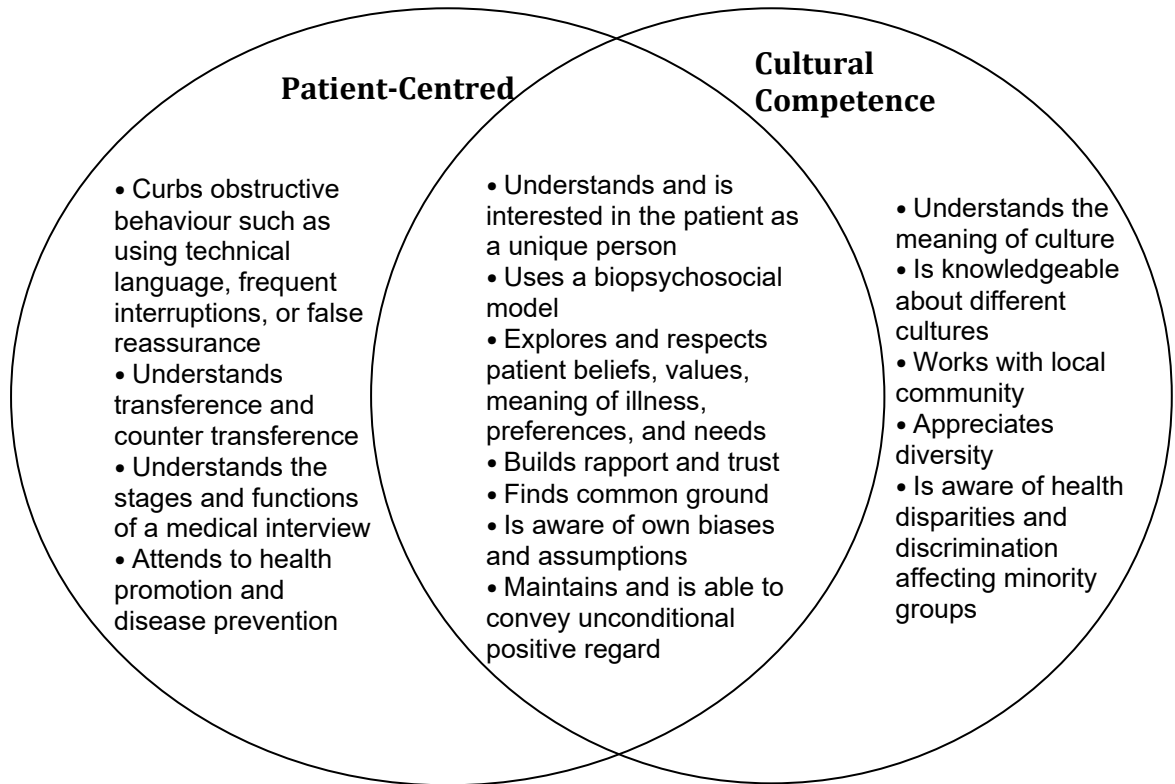 Patient-Centred
• Curbs obstructive
behaviour such as
using technical
language, frequent
interruptions, or false
reassurance
• Understands
transference and
counter transference
• Understands the
stages and functions
of a medical interview
• Attends to health
promotion and
disease prevention
• Understands and is
interested in the patient as
a unique person
• Uses a biopsychosocial
model
• Explores and respects
patient beliefs, values,
meaning of illness,
preferences, and needs
• Builds rapport and trust
• Finds common ground
• Is aware of own biases
and assumptions
• Maintains and is able to
convey unconditional
positive regard
Cultural
Competence
• Understands the
meaning of culture
• Is knowledgeable
about different
cultures
• Works with local
community
• Appreciates
diversity
• Is aware of health
disparities and
discrimination
affecting minority
groups